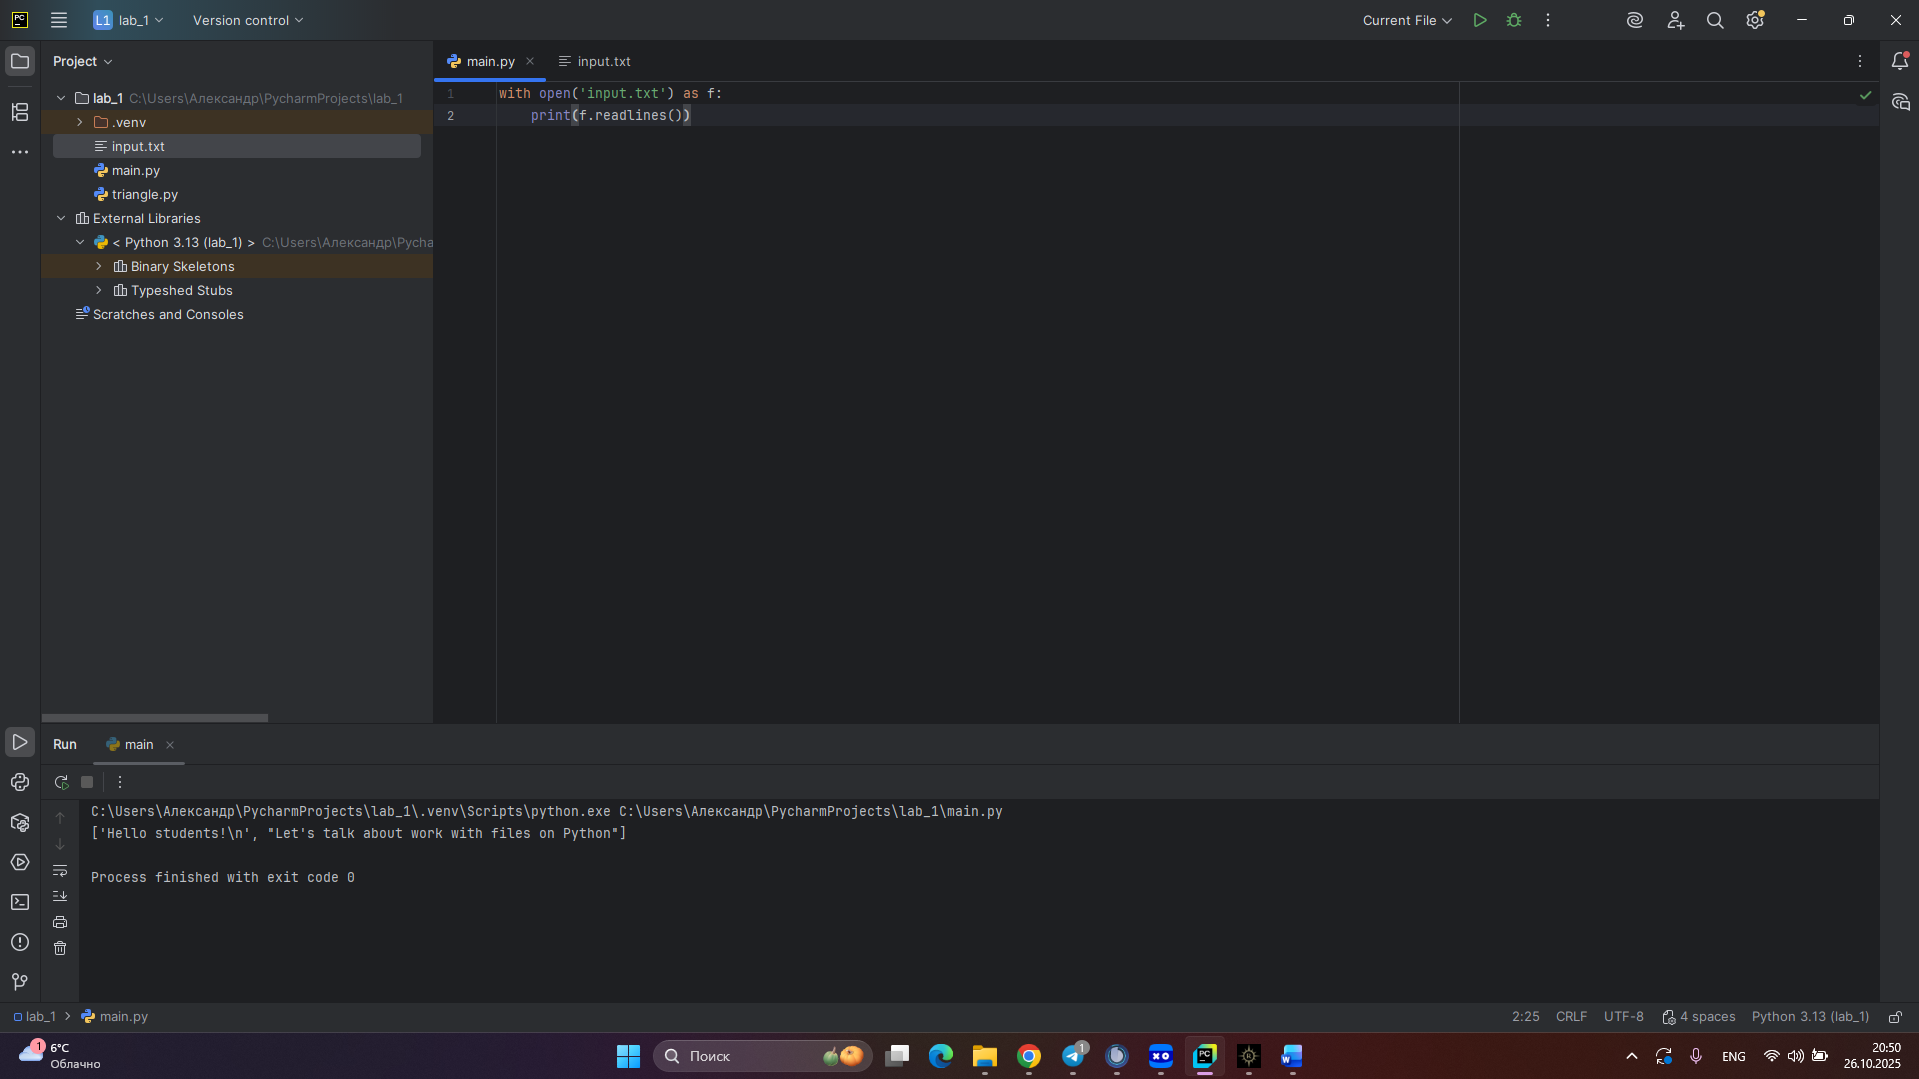 PC L1 lab_1 Version control Current File
Project
lab_1 C:\Users\Александр\PycharmProjects\lab_1
.venv
input.txt
main.py
triangle.py
External Libraries
< Python 3.13 (lab_1) > C:\Users\Александр\Pycha
Binary Skeletons
Typeshed Stubs
Scratches and Consoles
main.py input.txt
1 with open('input.txt') as f:
2 print(f.readlines())
Run main
C:\Users\Александр\PycharmProjects\lab_1\.venv\Scripts\python.exe C:\Users\Александр\PycharmProjects\lab_1\main.py
['Hello students!\n', "Let's talk about work with files on Python"]
Process finished with exit code 0
lab_1 main.py 2:25 CRLF UTF-8 4 spaces Python 3.13 (lab_1)
1 6°C
Облачно
Поиск
1
XO
PC
R
W
ENG
20:50
26.10.2025